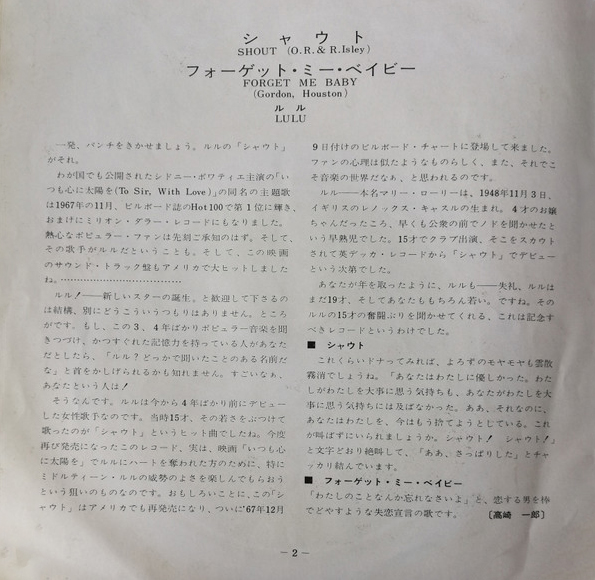 シャウト
SHOUT (O.R.& R.Isley)
フォーゲット・ミー・ベイビー
FORGET ME BABY
(Gordon, Houston)
ルル
LULU
一発、パンチをきかせましょう。ルルの「シャウト」
がそれ。
わが国でも公開されたシドニー・ポワティエ主演の「い
つも心に太陽を(To Sir, With Love)」の同名の主題歌
は1967年の11月、ビルボード誌のHot100で第1位に輝き、
おまけにミリオン・ダラー・レコードにもなりました。
熱心なポピュラー・ファンは先刻ご承知のはず。そして、
その歌手がルルだということも。そして、この映画
のサウンド・トラック盤もアメリカで大ヒットしました
ね。…………………………………
ルル!――新しいスターの誕生。と歓迎して下さるの
は結構、別にどうこういうつもりはありません。ところ
がです。もし、この3、4年ばかりポピュラー音楽を聞
きつづけ、かつすぐれた記憶力を持っている人があなた
だとしたら、「ルル?どっかで聞いたことのある名前だ
な」と首をかしげられるかも知れません。すごいなぁ、
あなたという人は!
そうなんです。ルルは今から4年ばかり前にデビュー
した女性歌手なのです。当時15才、その若さをぶつけて
歌ったのが「シャウト」というヒット曲でしたね。今度
再び発売になったこのレコード、実は、映画「いつも心
に太陽を」でルルにハートを奪われた方のために、特に
ミドルティーン・ルルの威勢のよさを楽しんでもらおう
という狙いのものなのです。おもしろいことに、この「シ
ャウト」はアメリカでも再発売になり、ついに'67年12月
9日付けのビルボード・チャートに登場して来ました。
ファンの心理は似たようなものらしく、また、それでこ
そ音楽の世界だなぁ、と思われるのです。
ルル――本名マリー・ローリーは、1948年11月3日、
イギリスのレノックス・キャスルの生まれ。4才のお嬢
ちゃんだったころ、早くも公衆の前でノドを聞かせたと
いう早熟児でした。15才でクラブ出演、そこをスカウト
されて英デッカ・レコードから「シャウト」でデビュー
という次第でした。
あなたが年を取ったように、ルルも――失礼、ルルは
まだ19才、そしてあなたももちろん若い。ですね。その
ルルの15才の奮闘ぶりを聞かせてくれる、これは記念す
べきレコードというわけでした。
■ シャウト
これくらいドナってみれば、よろずのモヤモヤも雲散
霧消でしょうね。「あなたはわたしに優しかった。わた
しがわたしを大事に思う気持ちも、あなたがわたしを大
事に思う気持ちには及ばなかった。ああ、それなのに、
あなたはわたしを、今はもう捨てようとしている。これ
が叫ばずにいられましょうか。シャウト! シャウト!」
と文字どおり絶叫して、「ああ、さっぱりした」とチャ
ッカリ結んでいます。
■ フォーゲット・ミー・ベイビー
「わたしのことなんか忘れなさいよ」と、恋する男を棒
でどやすような失恋宣言の歌です。 [高崎 一郎]
－2－